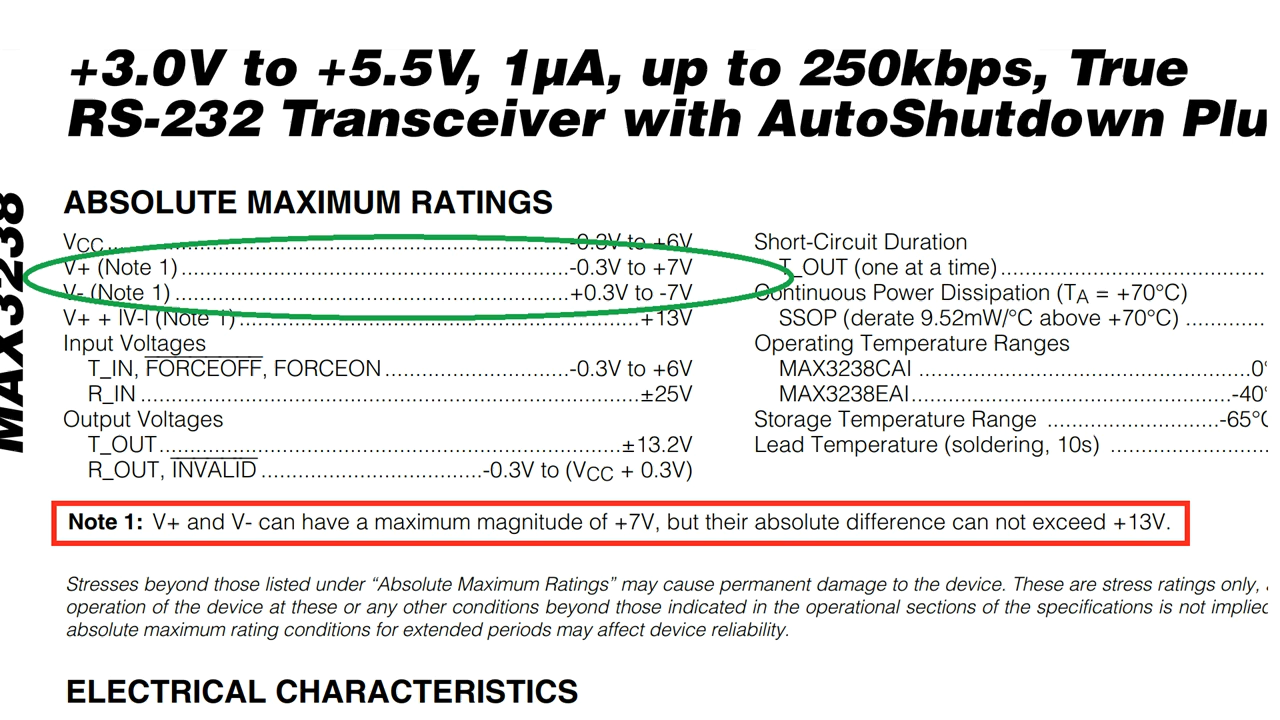 +3.0V to +5.5V, 1µA, up to 250kbps, True
RS-232 Transceiver with AutoShutdown Plu
MAX3238
ABSOLUTE MAXIMUM RATINGS
VCC -0.3V to +6V
V+ (Note 1) -0.3V to +7V
V- (Note 1) +0.3V to -7V
V+ + IV-I (Note 1) +13V
Input Voltages
T_IN, FORCEOFF, FORCEON -0.3V to +6V
R_IN ±25V
Output Voltages
T_OUT ±13.2V
R_OUT, INVALID -0.3V to (VCC + 0.3V)
Short-Circuit Duration
T_OUT (one at a time)
Continuous Power Dissipation (TA = +70°C)
SSOP (derate 9.52mW/°C above +70°C)
Operating Temperature Ranges
MAX3238CAI 0°
MAX3238EAI -40°
Storage Temperature Range -65°C
Lead Temperature (soldering, 10s)
Note 1: V+ and V- can have a maximum magnitude of +7V, but their absolute difference can not exceed +13V.
Stresses beyond those listed under “Absolute Maximum Ratings” may cause permanent damage to the device. These are stress ratings only,
operation of the device at these or any other conditions beyond those indicated in the operational sections of the specifications is not implied
absolute maximum rating conditions for extended periods may affect device reliability.
ELECTRICAL CHARACTERISTICS